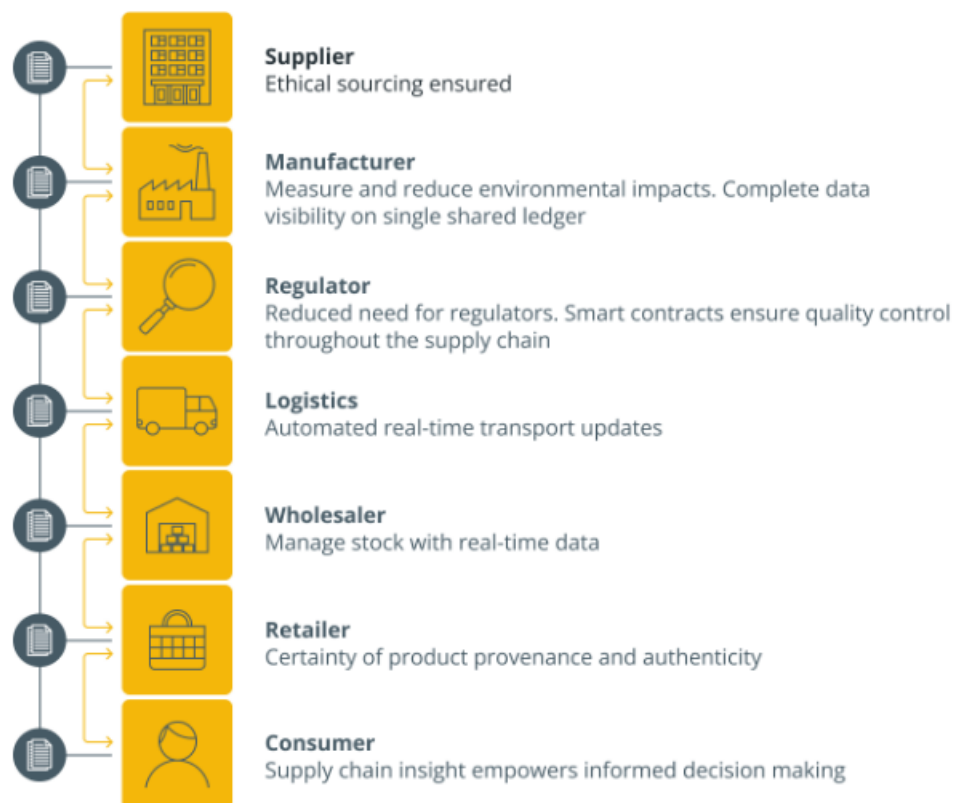 Supplier
Ethical sourcing ensured
Manufacturer
Measure and reduce environmental impacts. Complete data
visibility on single shared ledger
Regulator
Reduced need for regulators. Smart contracts ensure quality control
throughout the supply chain
Logistics
Automated real-time transport updates
Wholesaler
Manage stock with real-time data
Retailer
Certainty of product provenance and authenticity
Consumer
Supply chain insight empowers informed decision making